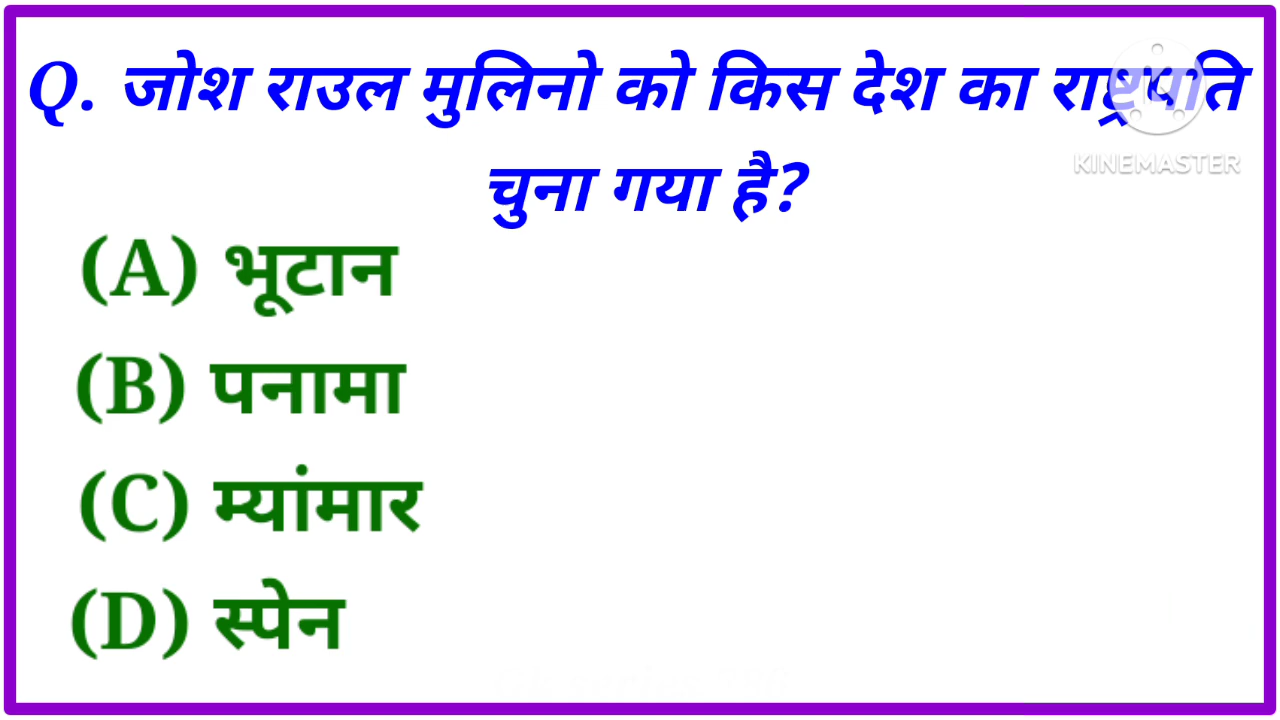 Q. जोश राउल मुलिनो को किस देश का राष्ट्रपति
चुना गया है?
KINEMASTER
(A) भूटान
(B) पनामा
(C) म्यांमार
(D) स्पेन